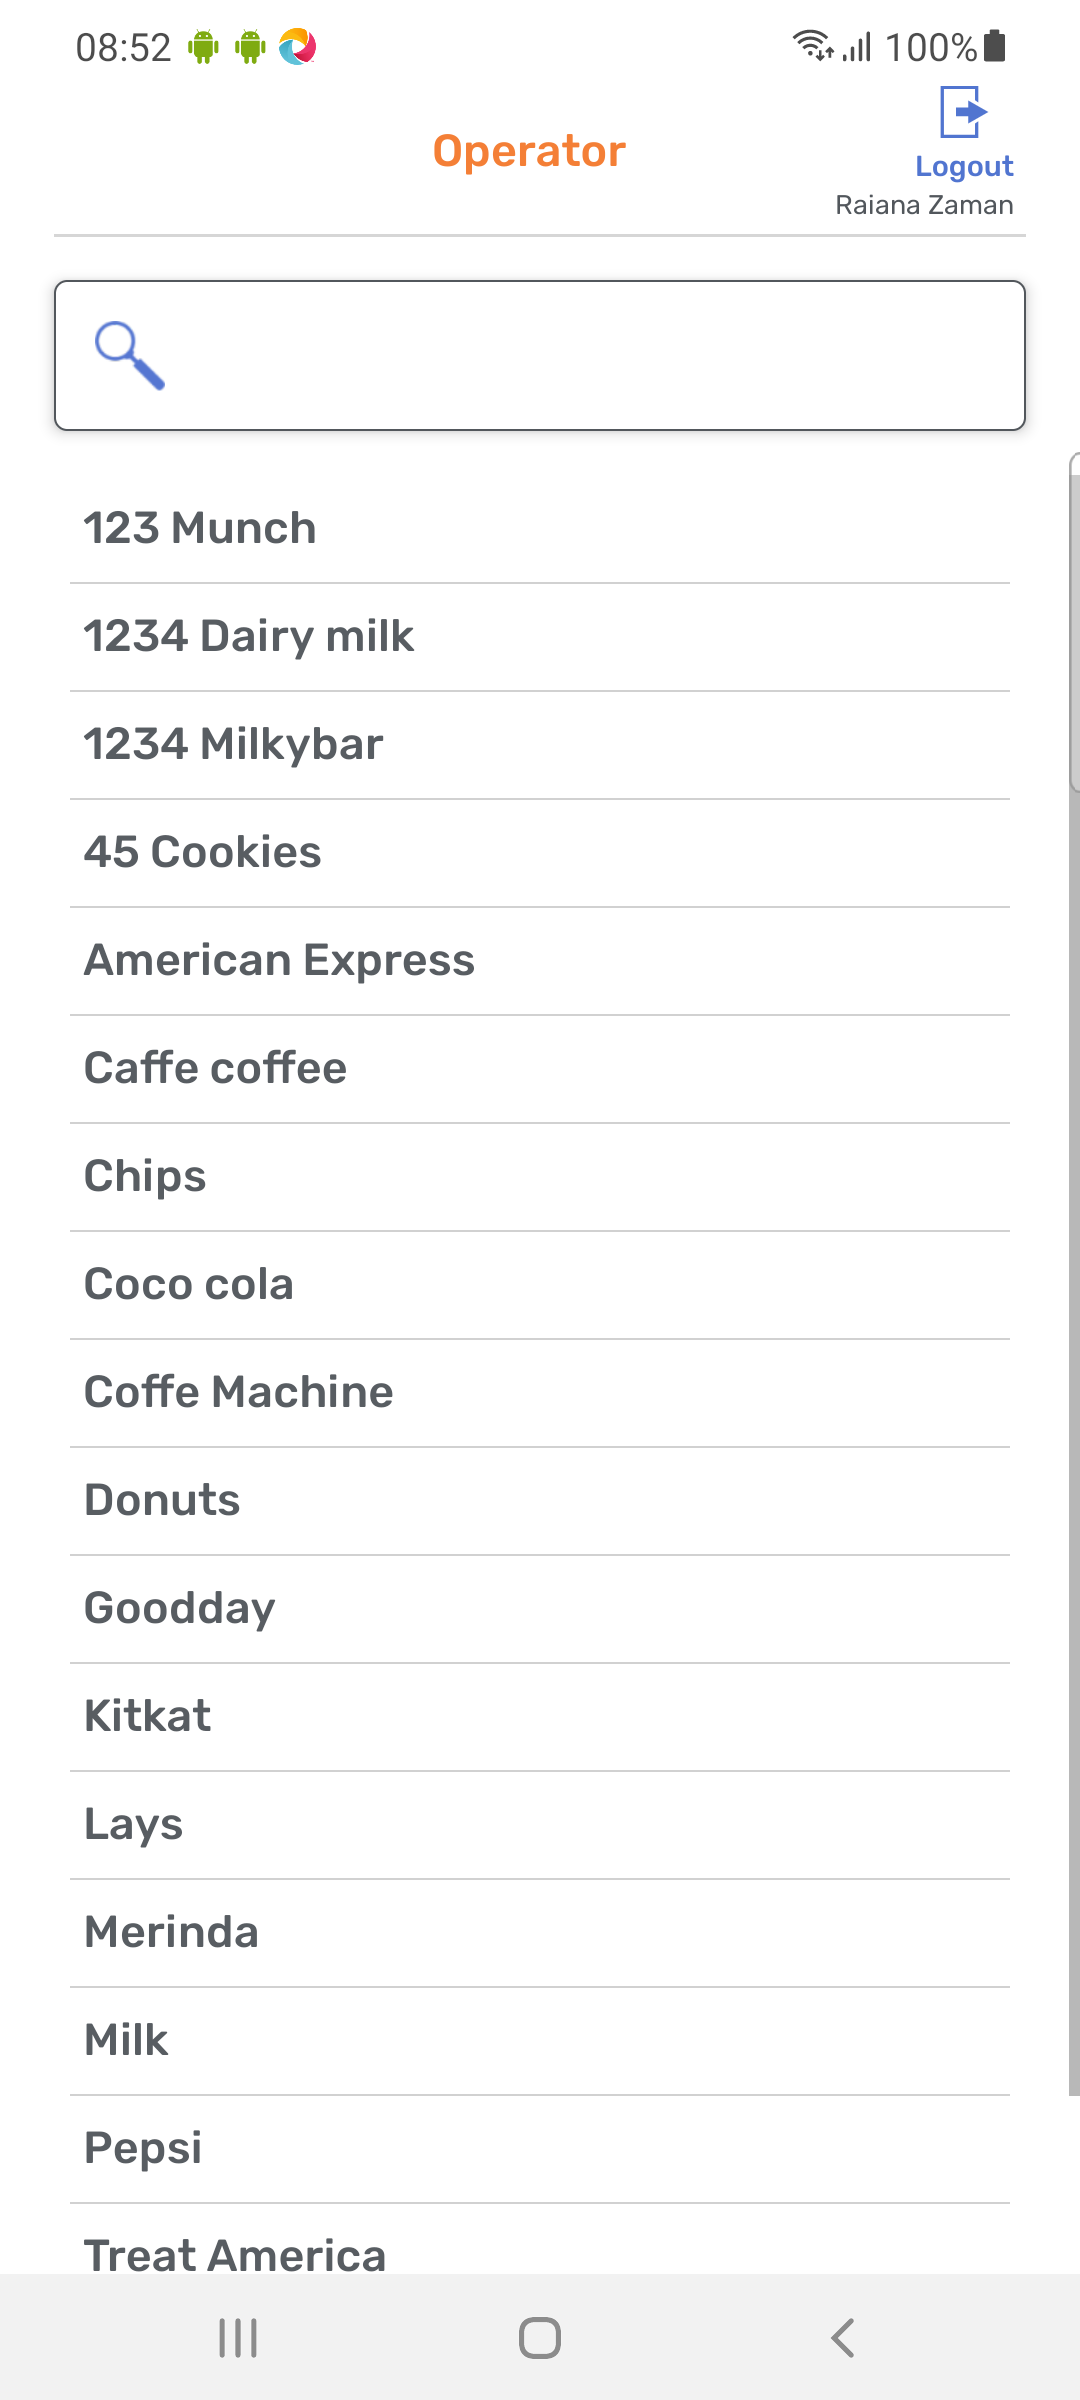 08:52
100%
Operator
Logout
Raiana Zaman
123 Munch
1234 Dairy milk
1234 Milkybar
45 Cookies
American Express
Caffe coffee
Chips
Coco cola
Coffe Machine
Donuts
Goodday
Kitkat
Lays
Merinda
Milk
Pepsi
Treat America